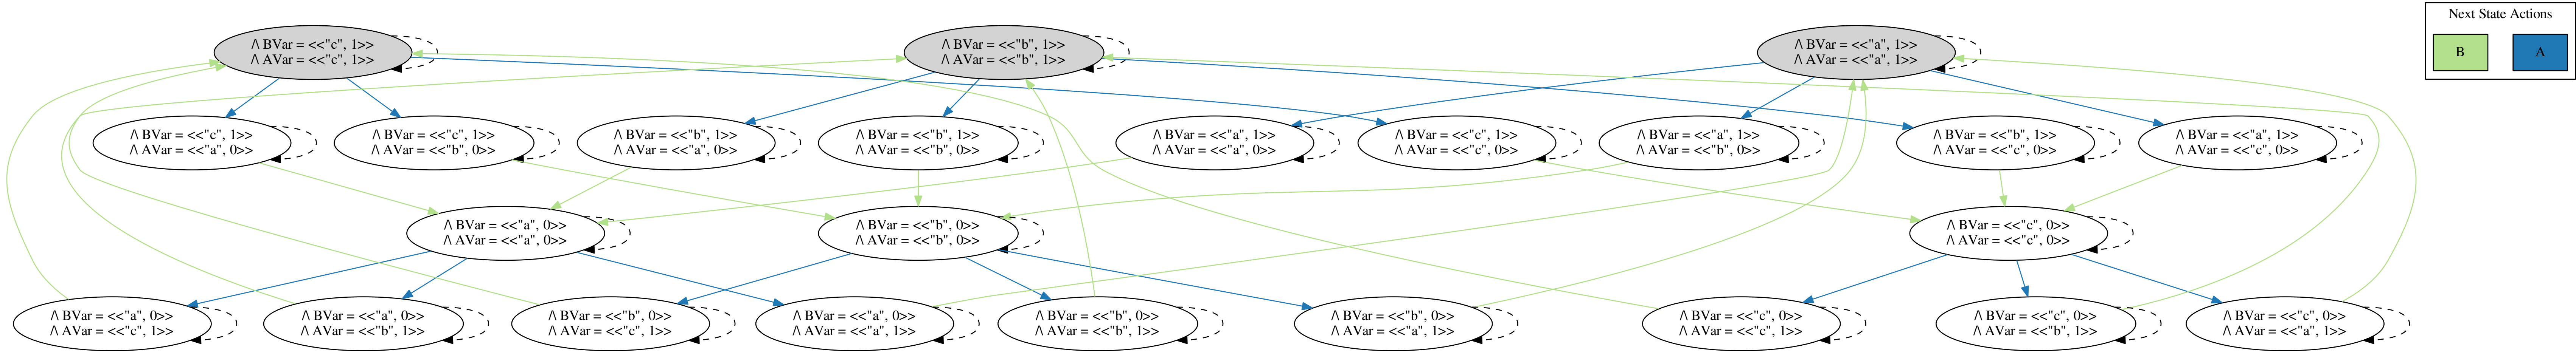 Next State Actions
B
A
/\ BVar = <<"c", 1>>
/\ AVar = <<"c", 1>>
/\ BVar = <<"b", 1>>
/\ AVar = <<"b", 1>>
/\ BVar = <<"a", 1>>
/\ AVar = <<"a", 1>>
/\ BVar = <<"c", 1>>
/\ AVar = <<"a", 0>>
/\ BVar = <<"c", 1>>
/\ AVar = <<"b", 0>>
/\ BVar = <<"b", 1>>
/\ AVar = <<"a", 0>>
/\ BVar = <<"b", 1>>
/\ AVar = <<"b", 0>>
/\ BVar = <<"a", 1>>
/\ AVar = <<"a", 0>>
/\ BVar = <<"c", 1>>
/\ AVar = <<"c", 0>>
/\ BVar = <<"a", 1>>
/\ AVar = <<"b", 0>>
/\ BVar = <<"b", 1>>
/\ AVar = <<"c", 0>>
/\ BVar = <<"a", 1>>
/\ AVar = <<"c", 0>>
/\ BVar = <<"a", 0>>
/\ AVar = <<"a", 0>>
/\ BVar = <<"b", 0>>
/\ AVar = <<"b", 0>>
/\ BVar = <<"c", 0>>
/\ AVar = <<"c", 0>>
/\ BVar = <<"a", 0>>
/\ AVar = <<"c", 1>>
/\ BVar = <<"a", 0>>
/\ AVar = <<"b", 1>>
/\ BVar = <<"b", 0>>
/\ AVar = <<"c", 1>>
/\ BVar = <<"a", 0>>
/\ AVar = <<"a", 1>>
/\ BVar = <<"b", 0>>
/\ AVar = <<"b", 1>>
/\ BVar = <<"b", 0>>
/\ AVar = <<"a", 1>>
/\ BVar = <<"c", 0>>
/\ AVar = <<"c", 1>>
/\ BVar = <<"c", 0>>
/\ AVar = <<"b", 1>>
/\ BVar = <<"c", 0>>
/\ AVar = <<"a", 1>>